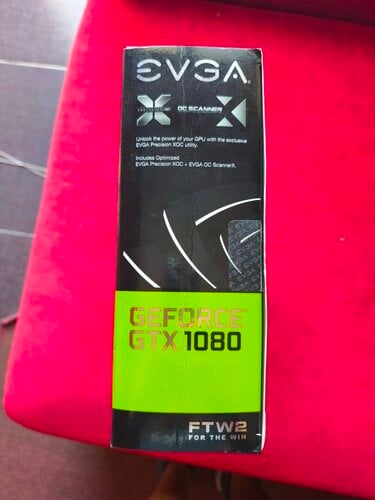 EVGA
OC SCANNER
Unlock the power of your GPU with the exclusive
EVGA Precision XOC utility.
Includes Optimized
EVGA Precision XOC + EVGA OC ScannerX.
EVGA
GEFORCE
GTX 1080
FTW2
FOR THE WIN